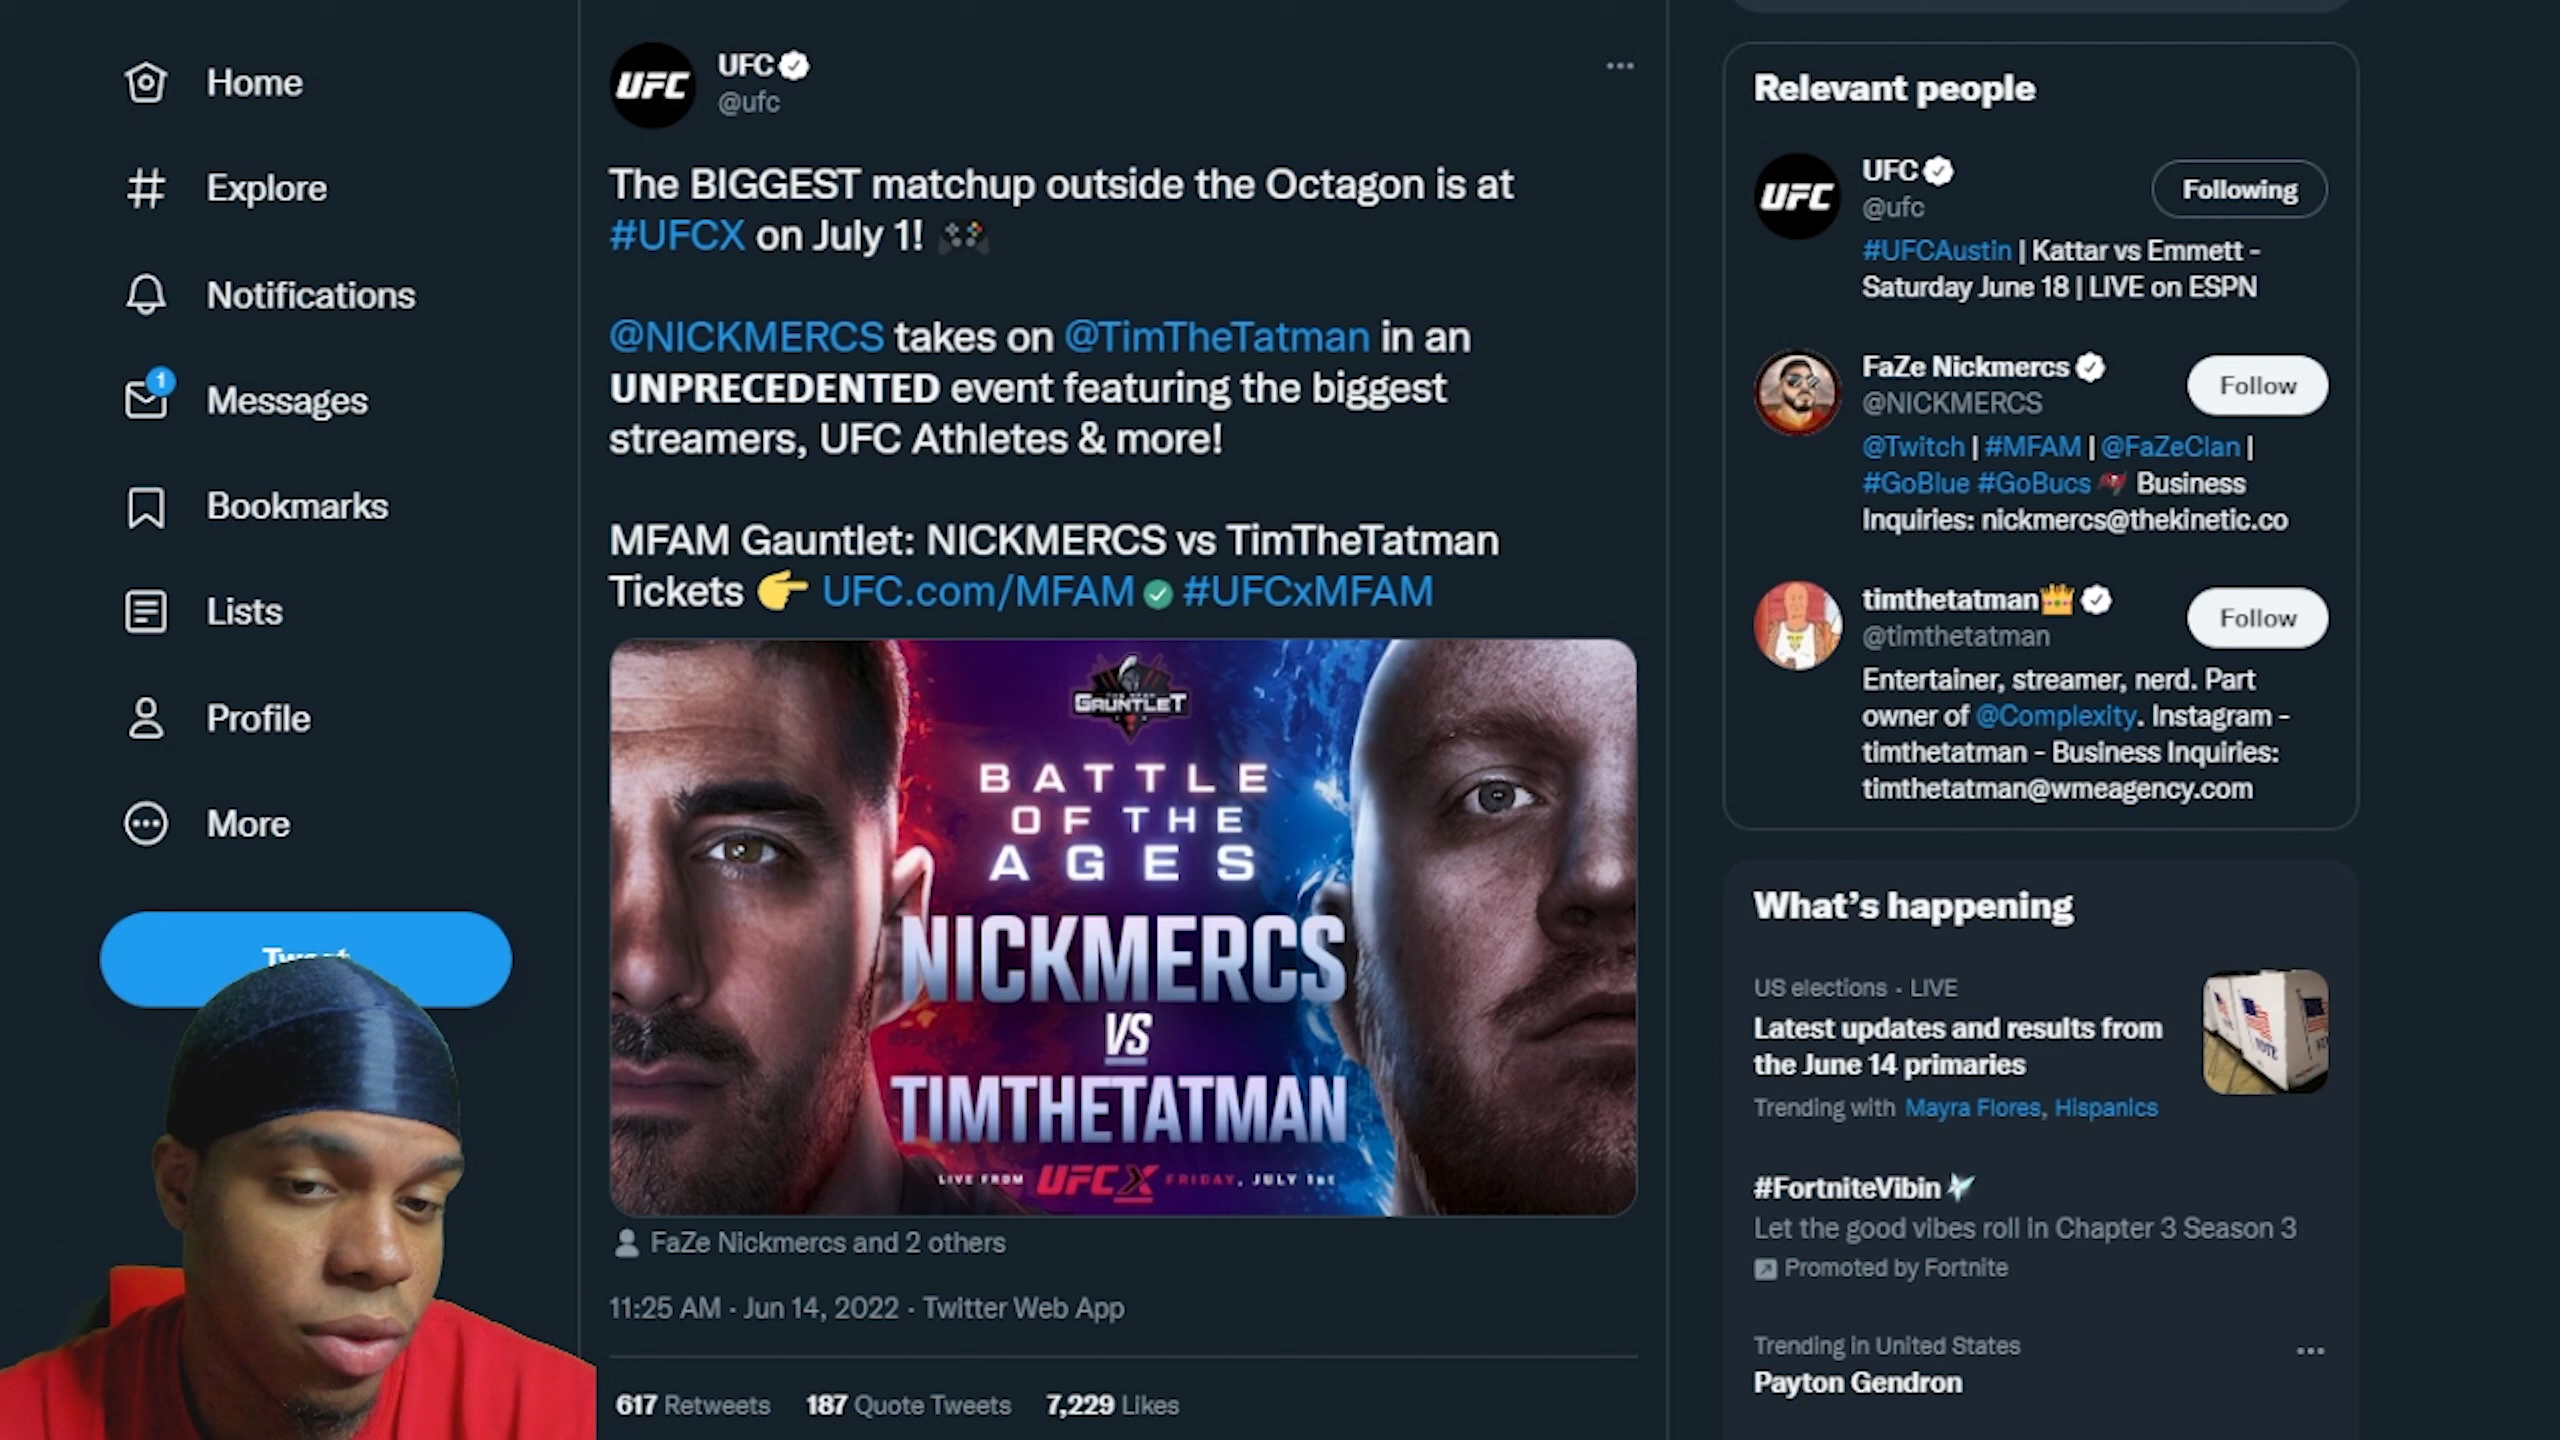 Home
Explore
Notifications
1
Messages
Bookmarks
Lists
Profile
More
UFC
UFC
@ufc
The BIGGEST matchup outside the Octagon is at
#UFCX on July 1! 🎮
@NICKMERCS takes on @TimTheTatman in an
UNPRECEDENTED event featuring the biggest
streamers, UFC Athletes & more!
MFAM Gauntlet: NICKMERCS vs TimTheTatman
Tickets 👉 UFC.com/MFAM #UFCxMFAM
GAUNTLET
BATTLE
OF THE
AGES
NICKMERCS
VS
TIMTHETATMAN
LIVE FROM UFC X FRIDAY, JULY 1st
FaZe Nickmercs and 2 others
11:25 AM · Jun 14, 2022 · Twitter Web App
617 Retweets 187 Quote Tweets 7,229 Likes
Relevant people
UFC
UFC
@ufc
Following
#UFCAustin | Kattar vs Emmett -
Saturday June 18 | LIVE on ESPN
FaZe Nickmercs
@NICKMERCS
Follow
@Twitch | #MFAM | @FaZeClan |
#GoBlue #GoBucs Business
Inquiries: nickmercs@thekinetic.co
timthetatman👑
@timthetatman
Follow
Entertainer, streamer, nerd. Part
owner of @Complexity. Instagram -
timthetatman - Business Inquiries:
timthetatman@wmeagency.com
What's happening
US elections · LIVE
Latest updates and results from
the June 14 primaries
VOTE
Trending with Mayra Flores, Hispanics
#FortniteVibin
Let the good vibes roll in Chapter 3 Season 3
Promoted by Fortnite
Trending in United States
Payton Gendron